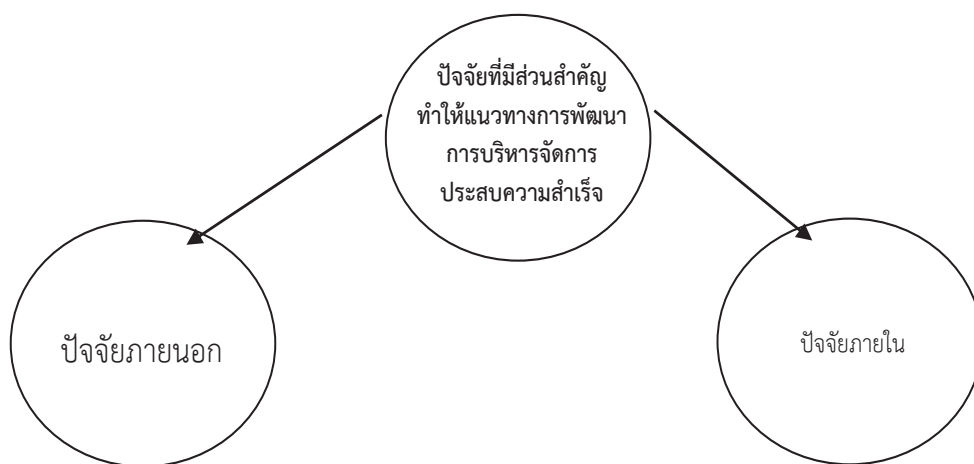 ปัจจัยที่มีส่วนสำคัญ
ทำให้แนวทางการพัฒนา
การบริหารจัดการ
ประสบความสำเร็จ
ปัจจัยภายนอก
ปัจจัยภายใน